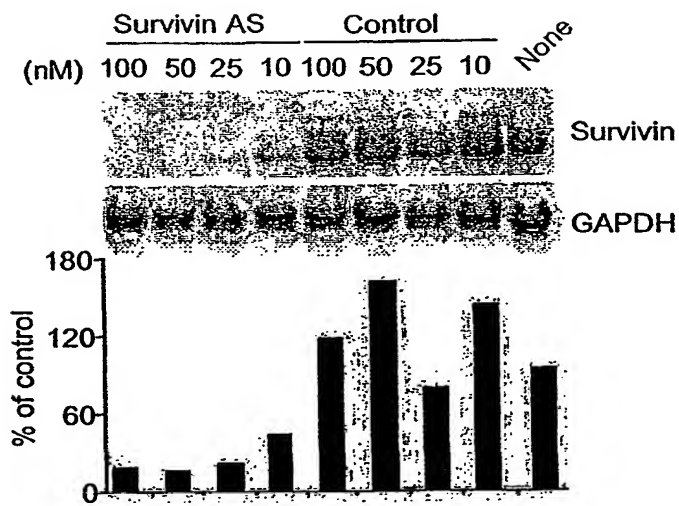 Survivin AS Control None
(nM) 100 50 25 10 100 50 25 10
Survivin
GAPDH
180
120
60
0
% of control